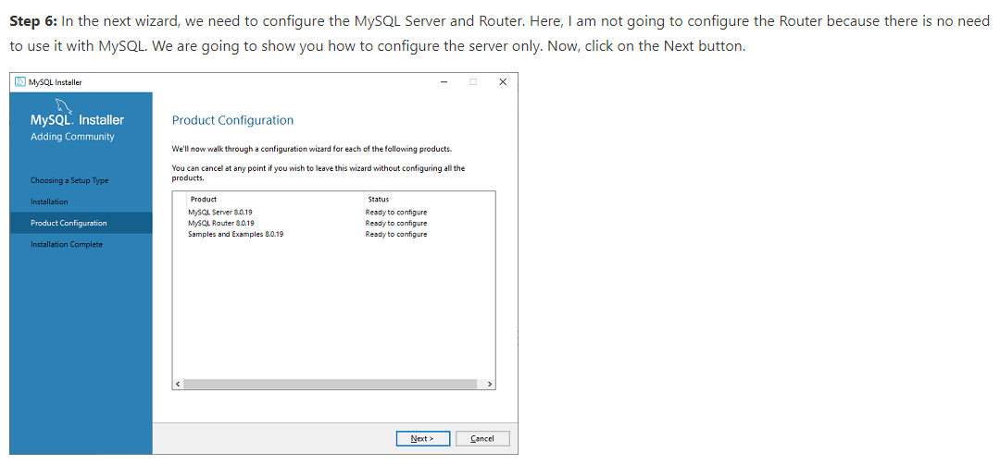 Step 6: In the next wizard, we need to configure the MySQL Server and Router. Here, I am not going to configure the Router because there is no need
to use it with MySQL. We are going to show you how to configure the server only. Now, click on the Next button.
MySQL Installer
MySQL. Installer
Adding Community
Choosing a Setup Type
Installation
Product Configuration
Installation Complete
Product Configuration
We'll now walk through a configuration wizard for each of the following products.
You can cancel at any point if you wish to leave this wizard without configuring all the
products.
Product Status
MySQL Server 8.0.19 Ready to configure
MySQL Router 8.0.19 Ready to configure
Samples and Examples 8.0.19 Ready to configure
Next > Cancel